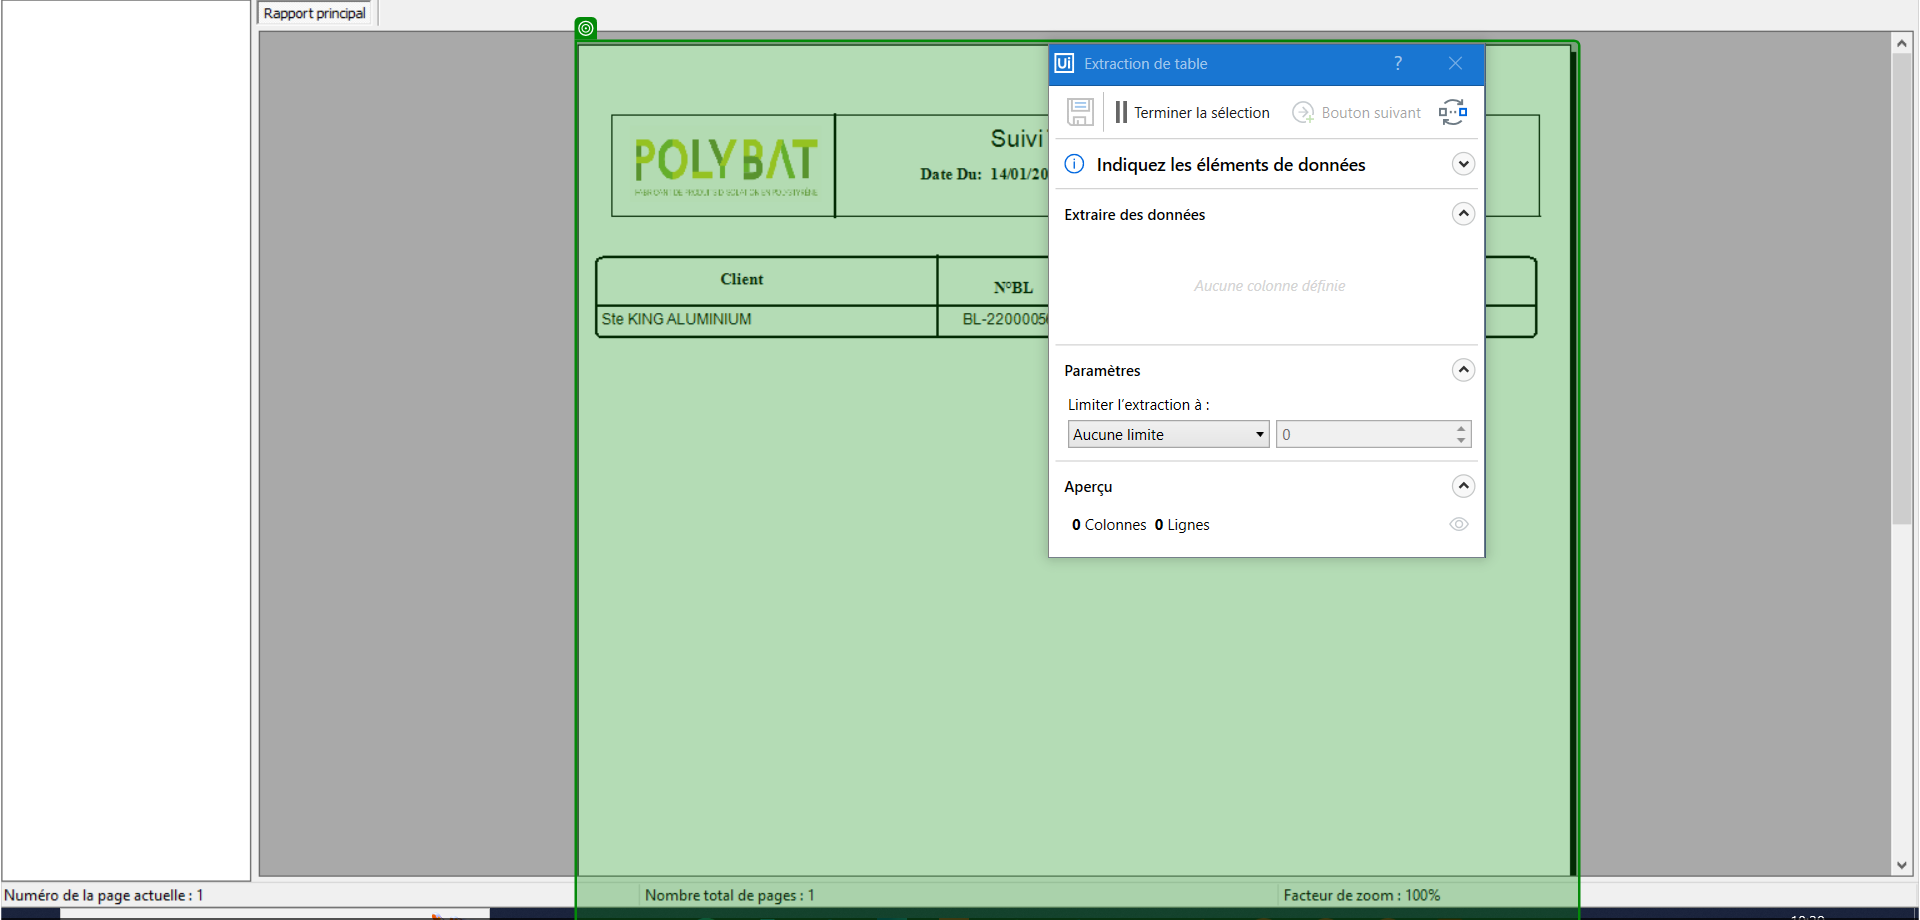 Rapport principal
Ui Extraction de table ?
Terminer la sélection Bouton suivant
Indiquez les éléments de données
Extraire des données
Aucune colonne définie
Paramètres
Limiter l'extraction à :
Aucune limite 0
Aperçu
0 Colonnes 0 Lignes
POLYBAT
FABRICANT DE PRODUITS D'ISOLATION EN POLYSTYRÈNE
Suivi
Date Du: 14/01/20
Client N°BL
Ste KING ALUMINIUM BL-2200005
Numéro de la page actuelle : 1 Nombre total de pages : 1 Facteur de zoom : 100%